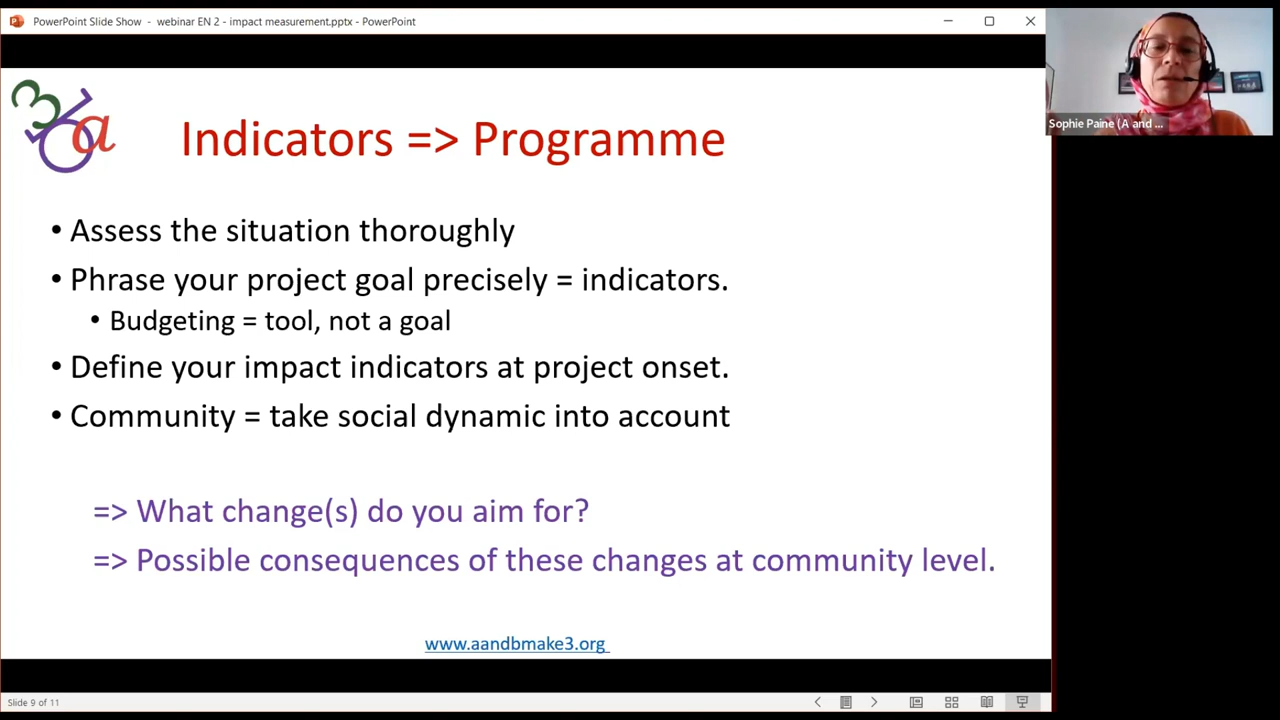 PowerPoint Slide Show - webinar EN 2 - impact measurement.pptx - PowerPoint
Sophie Paine (A and ...
36a
Indicators => Programme
• Assess the situation thoroughly
• Phrase your project goal precisely = indicators.
• Budgeting = tool, not a goal
• Define your impact indicators at project onset.
• Community = take social dynamic into account
=> What change(s) do you aim for?
=> Possible consequences of these changes at community level.
www.aandbmake3.org
Slide 9 of 11